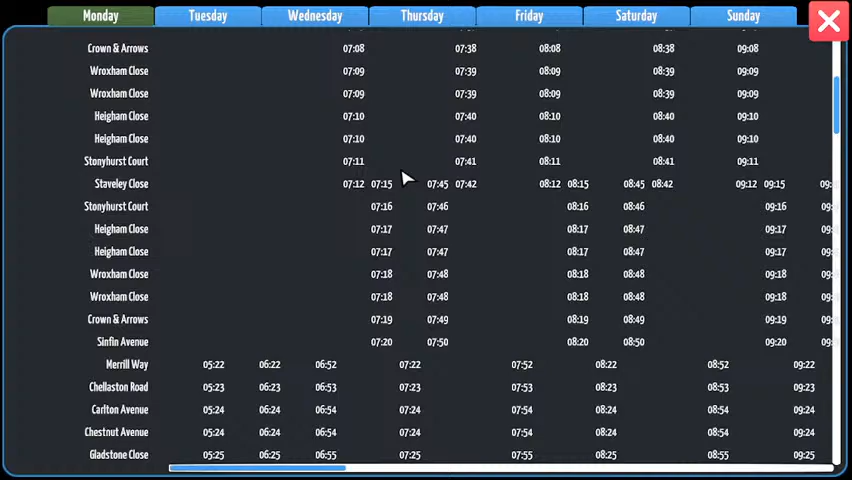 Monday Tuesday Wednesday Thursday Friday Saturday Sunday
Crown & Arrows 07:08 07:38 08:08 08:38 09:08
Wroxham Close 07:09 07:39 08:09 08:39 09:09
Wroxham Close 07:09 07:39 08:09 08:39 09:09
Heigham Close 07:10 07:40 08:10 08:40 09:10
Heigham Close 07:10 07:40 08:10 08:40 09:10
Stonyhurst Court 07:11 07:41 08:11 08:41 09:11
Staveley Close 07:12 07:15 07:45 07:42 08:12 08:15 08:45 08:42 09:12 09:15 09:
Stonyhurst Court 07:16 07:46 08:16 08:46 09:16 09:
Heigham Close 07:17 07:47 08:17 08:47 09:17 09:
Heigham Close 07:17 07:47 08:17 08:47 09:17 09:
Wroxham Close 07:18 07:48 08:18 08:48 09:18 09:
Wroxham Close 07:18 07:48 08:18 08:48 09:18 09:
Crown & Arrows 07:19 07:49 08:19 08:49 09:19 09:
Sinfin Avenue 07:20 07:50 08:20 08:50 09:20 09:
Merrill Way 05:22 06:22 06:52 07:22 07:52 08:22 08:52 09:22
Chellaston Road 05:23 06:23 06:53 07:23 07:53 08:23 08:53 09:23
Carlton Avenue 05:24 06:24 06:54 07:24 07:54 08:24 08:54 09:24
Chestnut Avenue 05:24 06:24 06:54 07:24 07:54 08:24 08:54 09:24
Gladstone Close 05:25 06:25 06:55 07:25 07:55 08:25 08:55 09:25